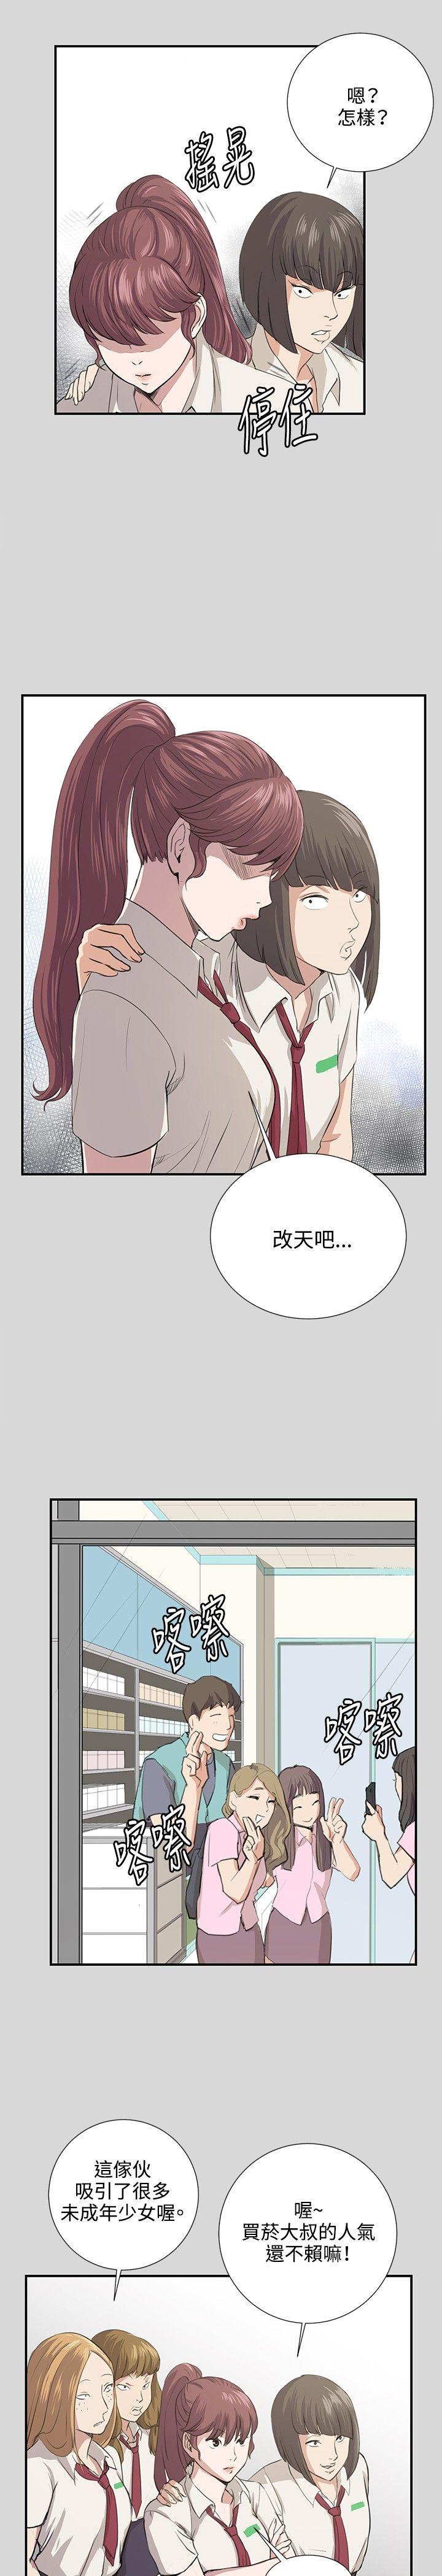 嗯？
怎樣？
搖晃
停住
改天吧...
喀嚓
喀嚓
喀嚓
這傢伙
吸引了很多
未成年少女喔。
喔~
買菸大叔的人氣
還不賴嘛！